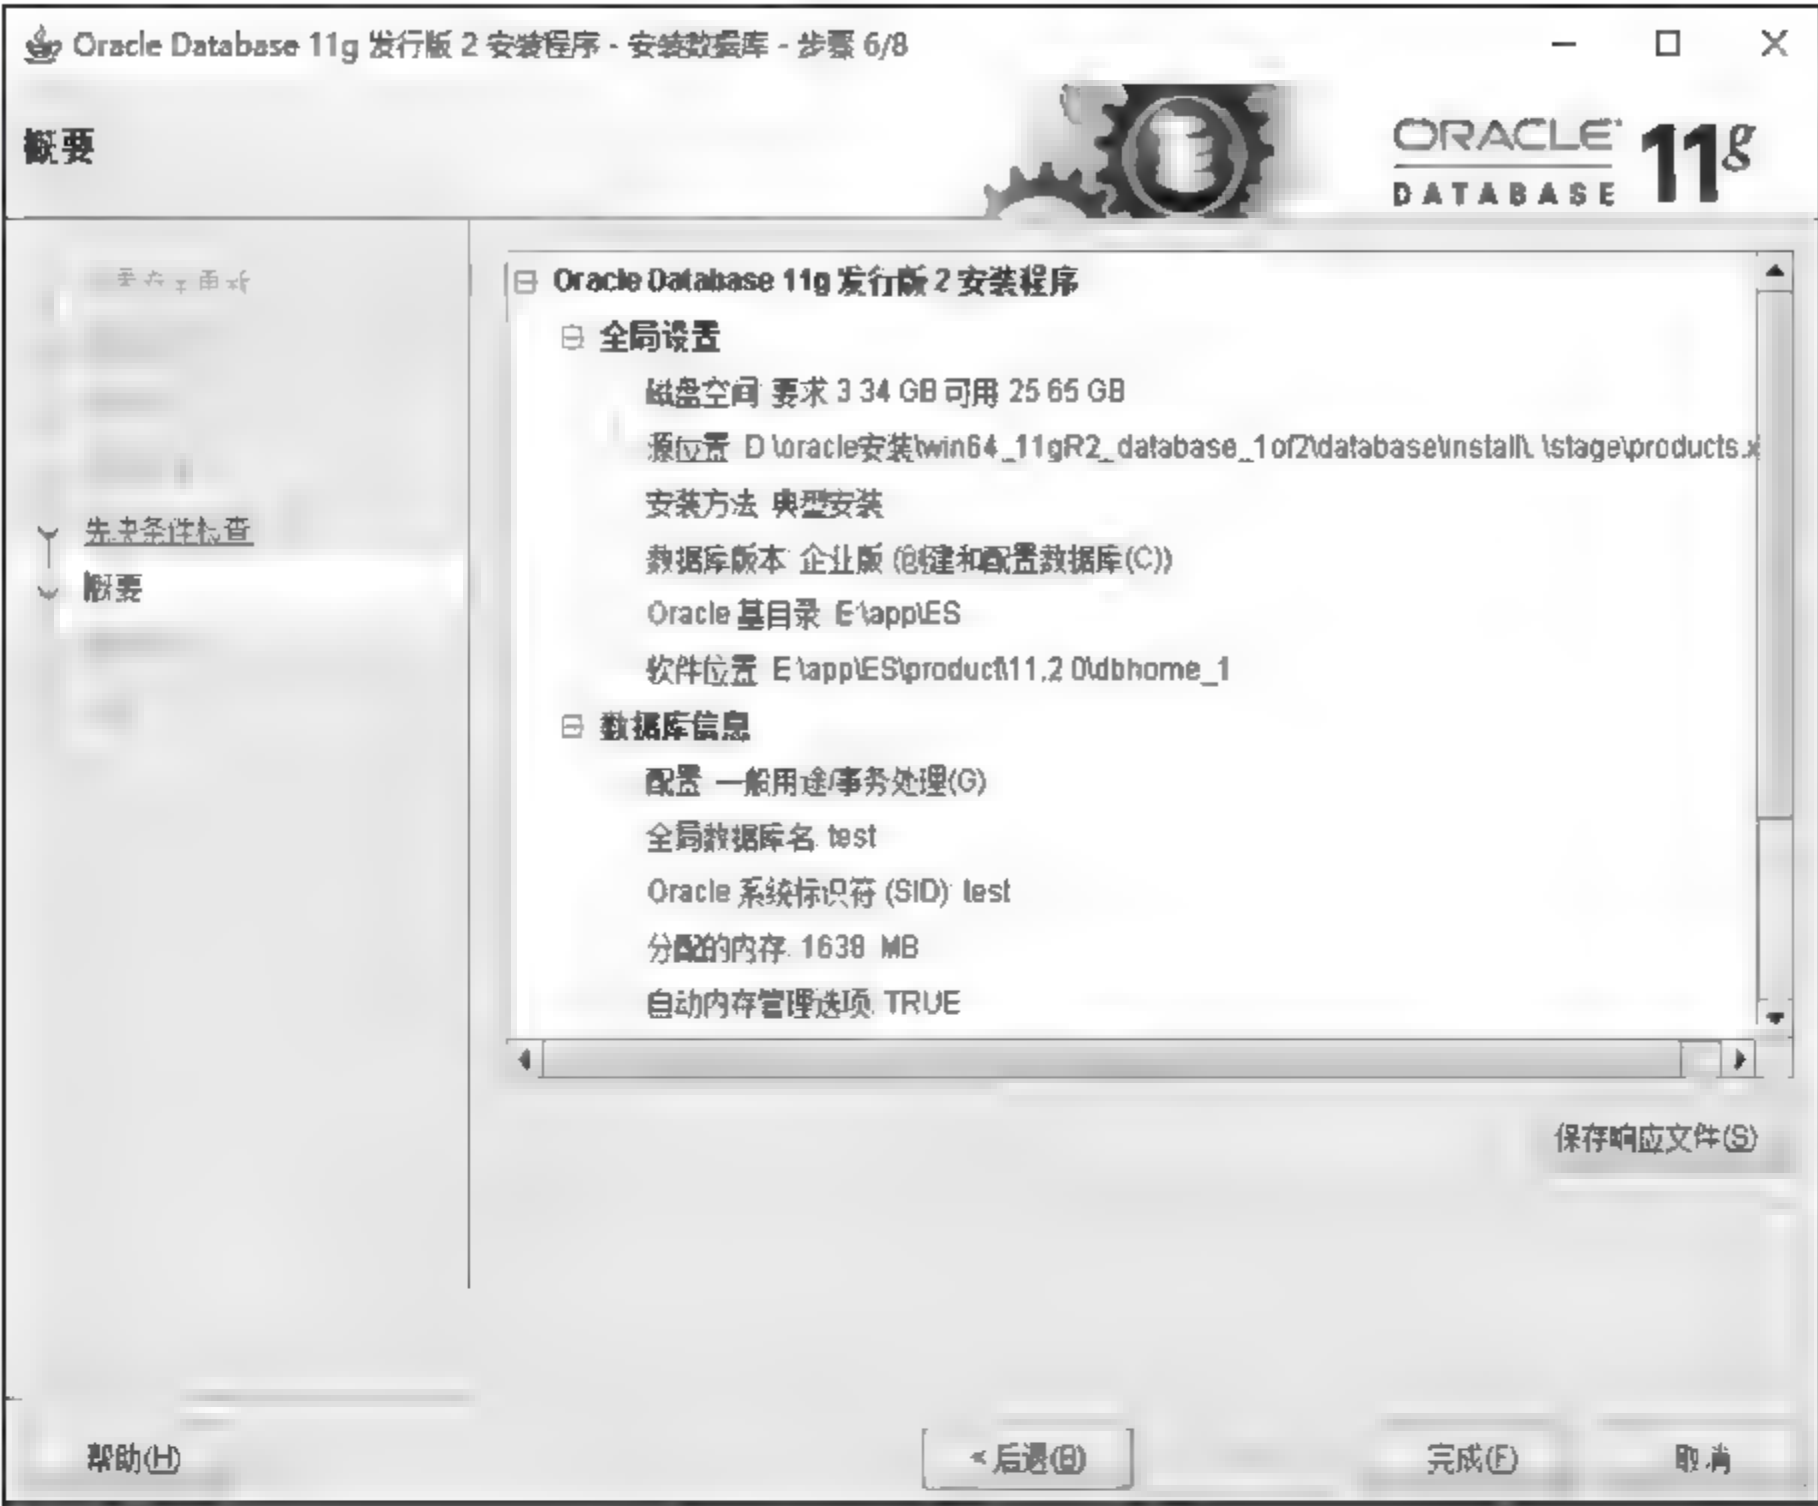 Oracle Database 11g 发行版 2 安装程序 - 安装数据库 - 步骤 6/8
概要
ORACLE
DATABASE
11g
先决条件检查
概要
Oracle Database 11g 发行版 2 安装程序
全局设置
磁盘空间 要求 3 34 GB 可用 25 65 GB
源位置 D \oracle安装\win64_11gR2_database_1of2\database\install\. \stage\products.x
安装方法 典型安装
数据库版本 企业版 (创建和配置数据库(C))
Oracle 基目录 E \app\ES
软件位置 E \app\ES\product\11.2 0\dbhome_1
数据库信息
配置 一般用途/事务处理(G)
全局数据库名 test
Oracle 系统标识符 (SID) test
分配的内存 1638 MB
自动内存管理选项 TRUE
保存响应文件(S)
帮助(H)
< 后退(B)
完成(F)
取消